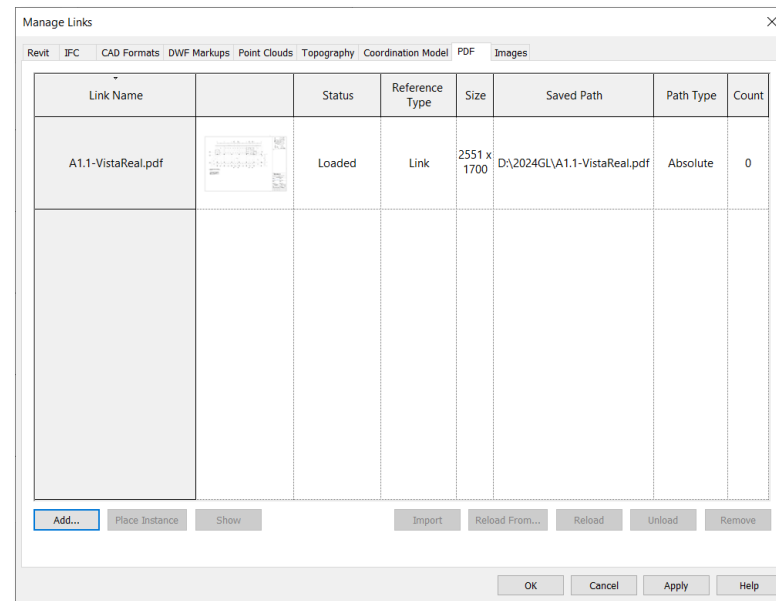 Manage Links
Revit IFC CAD Formats DWF Markups Point Clouds Topography Coordination Model PDF Images
Link Name Status Reference Type Size Saved Path Path Type Count
A1.1-VistaReal.pdf Loaded Link 2551 x 1700 D:\2024GL\A1.1-VistaReal.pdf Absolute 0
Add... Place Instance Show Import Reload From... Reload Unload Remove
OK Cancel Apply Help